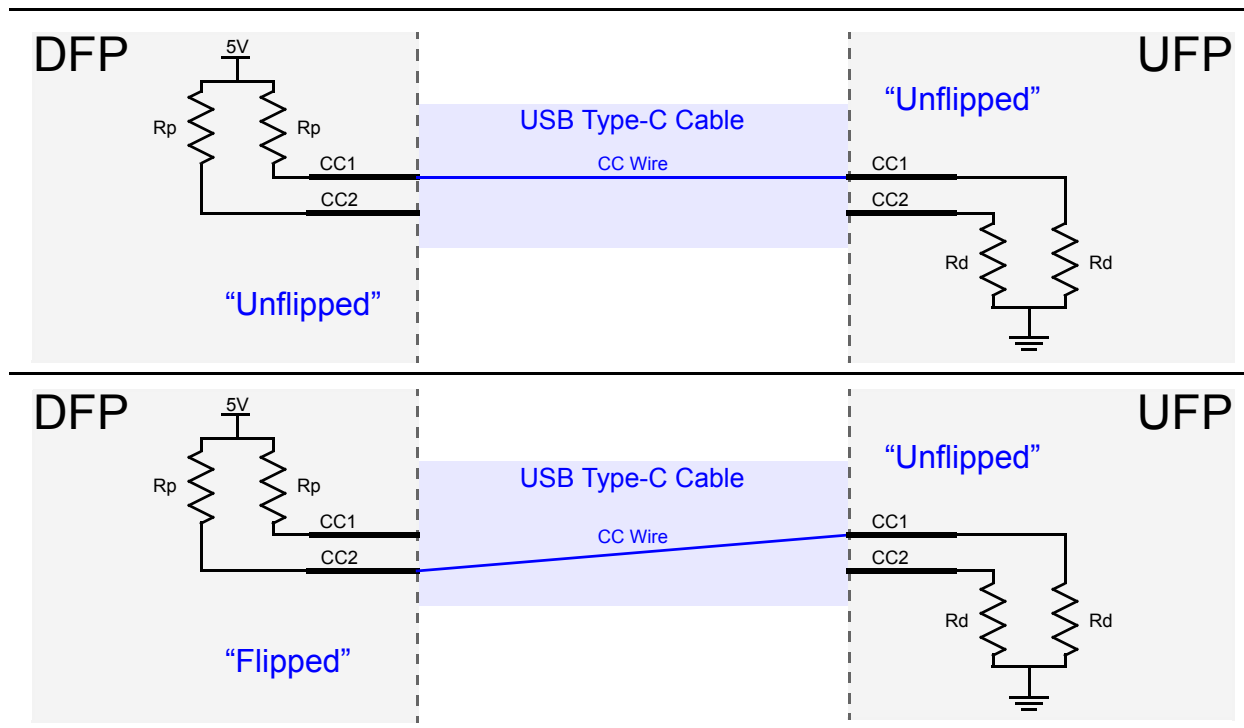 DFP
5V
UFP
“Unflipped”
Rp
Rp
USB Type-C Cable
CC1
CC Wire
CC1
CC2
CC2
Rd
Rd
“Unflipped”
DFP
5V
UFP
“Unflipped”
Rp
Rp
USB Type-C Cable
CC1
CC Wire
CC1
CC2
CC2
Rd
Rd
“Flipped”